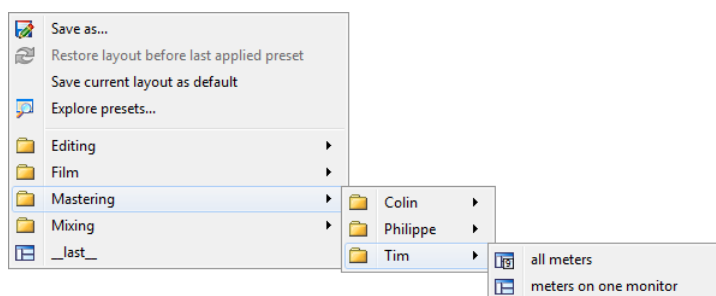 Save as...
Restore layout before last applied preset
Save current layout as default
Explore presets...
Editing
Film
Mastering
Mixing
__last__
Colin
Philippe
Tim
all meters
meters on one monitor